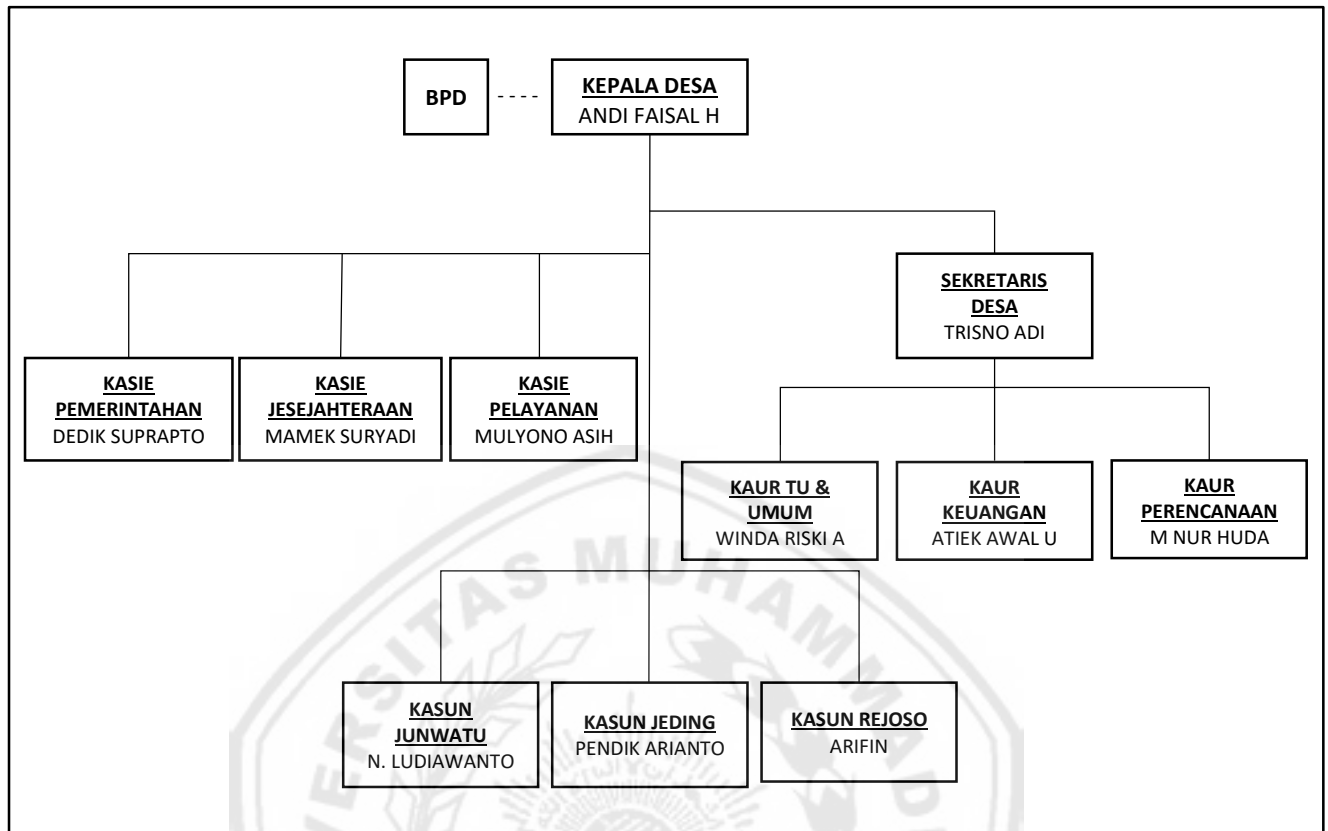 BPD
KEPALA DESA
ANDI FAISAL H
SEKRETARIS
DESA
TRISNO ADI
KASIE
PEMERINTAHAN
DEDIK SUPRAPTO
KASIE
JESEJAHTERAAN
MAMEK SURYADI
KASIE
PELAYANAN
MULYONO ASIH
KAUR TU &
UMUM
WINDA RISKI A
KAUR
KEUANGAN
ATIEK AWAL U
KAUR
PERENCANAAN
M NUR HUDA
KASUN
JUNWATU
N. LUDIAWANTO
KASUN JEDING
PENDIK ARIANTO
KASUN REJOSO
ARIFIN
ERSITAS MUHAMMAD